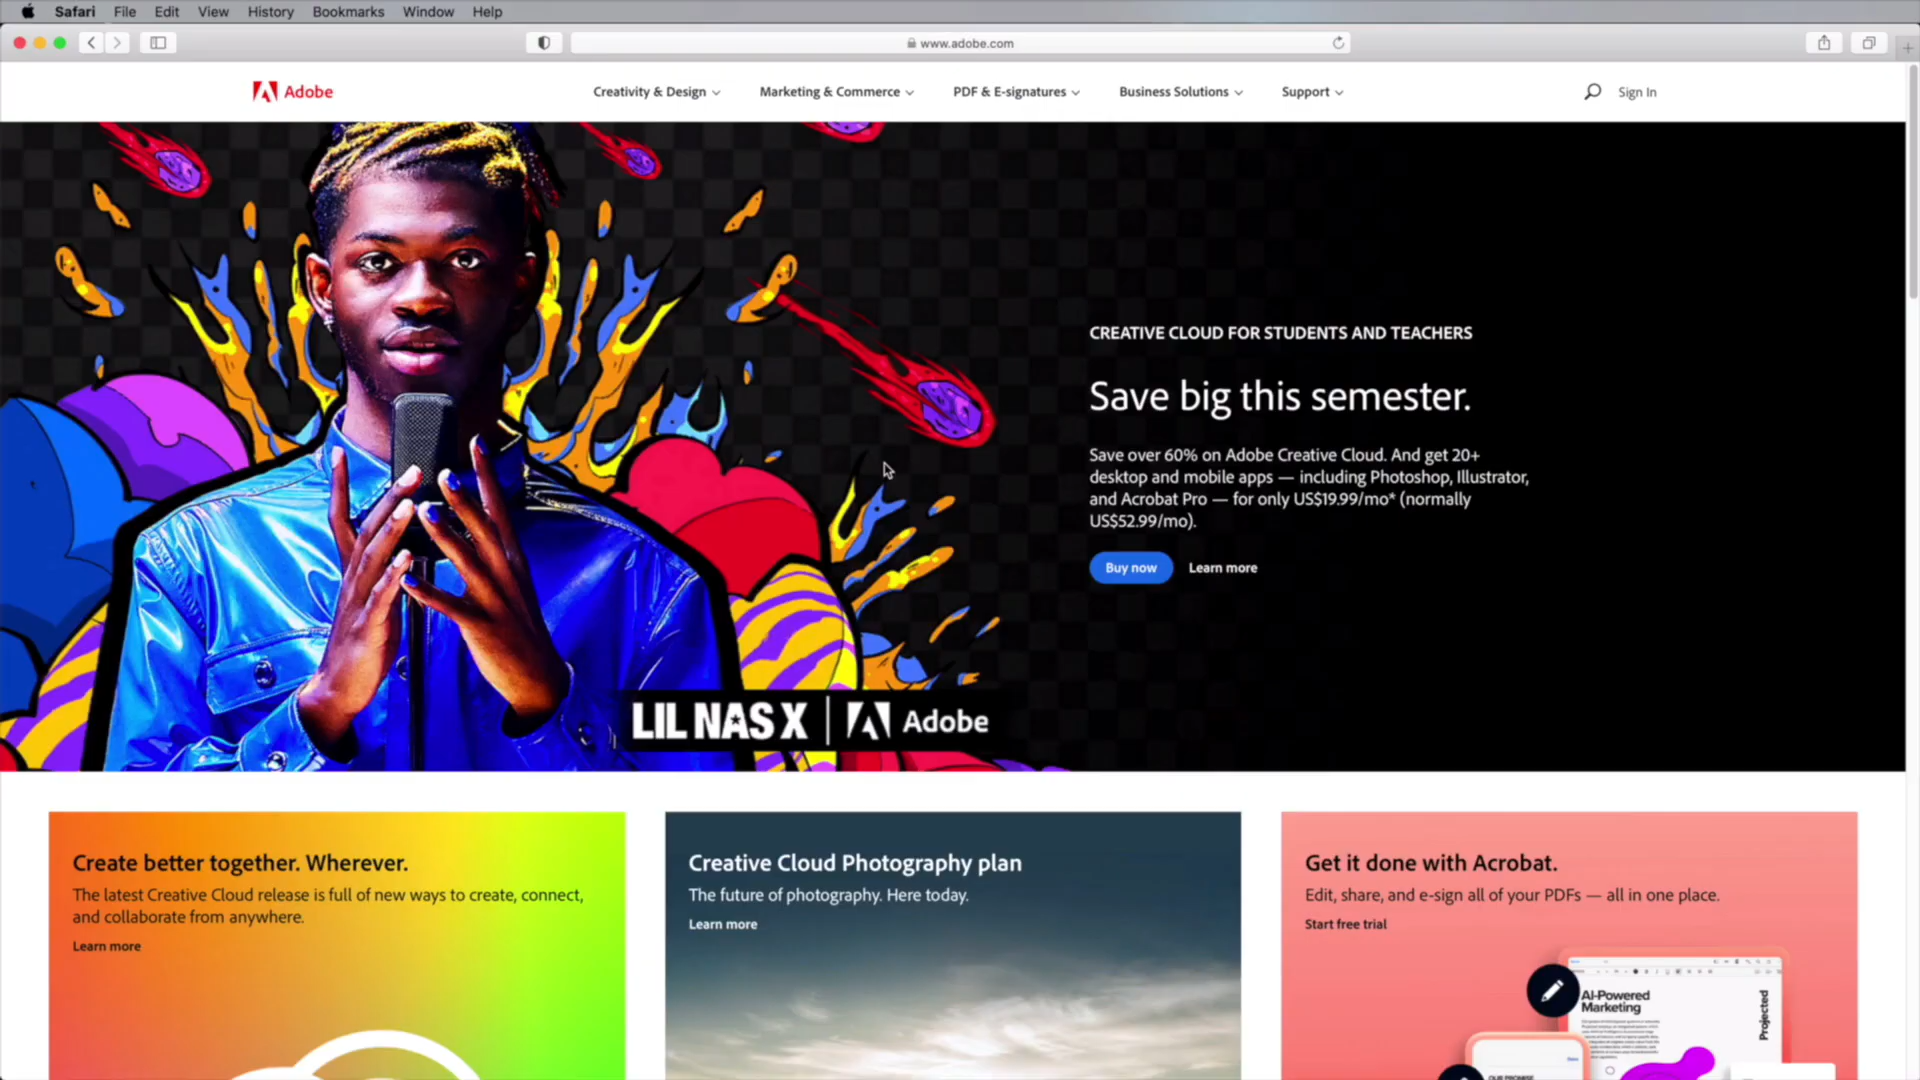 Safari File Edit View History Bookmarks Window Help
www.adobe.com
Adobe
Creativity & Design Marketing & Commerce PDF & E-signatures Business Solutions Support Sign In
CREATIVE CLOUD FOR STUDENTS AND TEACHERS
Save big this semester.
Save over 60% on Adobe Creative Cloud. And get 20+
desktop and mobile apps — including Photoshop, Illustrator,
and Acrobat Pro — for only US$19.99/mo* (normally
US$52.99/mo).
Buy now Learn more
LIL NAS X Adobe
Create better together. Wherever.
The latest Creative Cloud release is full of new ways to create, connect,
and collaborate from anywhere.
Learn more
Creative Cloud Photography plan
The future of photography. Here today.
Learn more
Get it done with Acrobat.
Edit, share, and e-sign all of your PDFs — all in one place.
Start free trial
AI-Powered
Marketing
Projected
OUR PROMISE